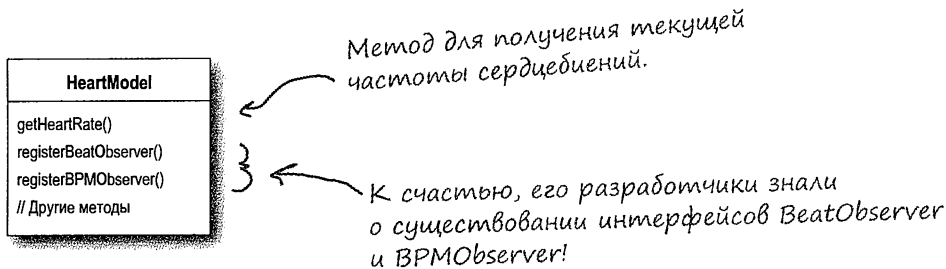 Метод для получения текущей
частоты сердцебиений.
HeartModel
getHeartRate()
registerBeatObserver()
registerBPMObserver()
// Другие методы
К счастью, его разработчики знали
о существовании интерфейсов BeatObserver
и BPMObserver!